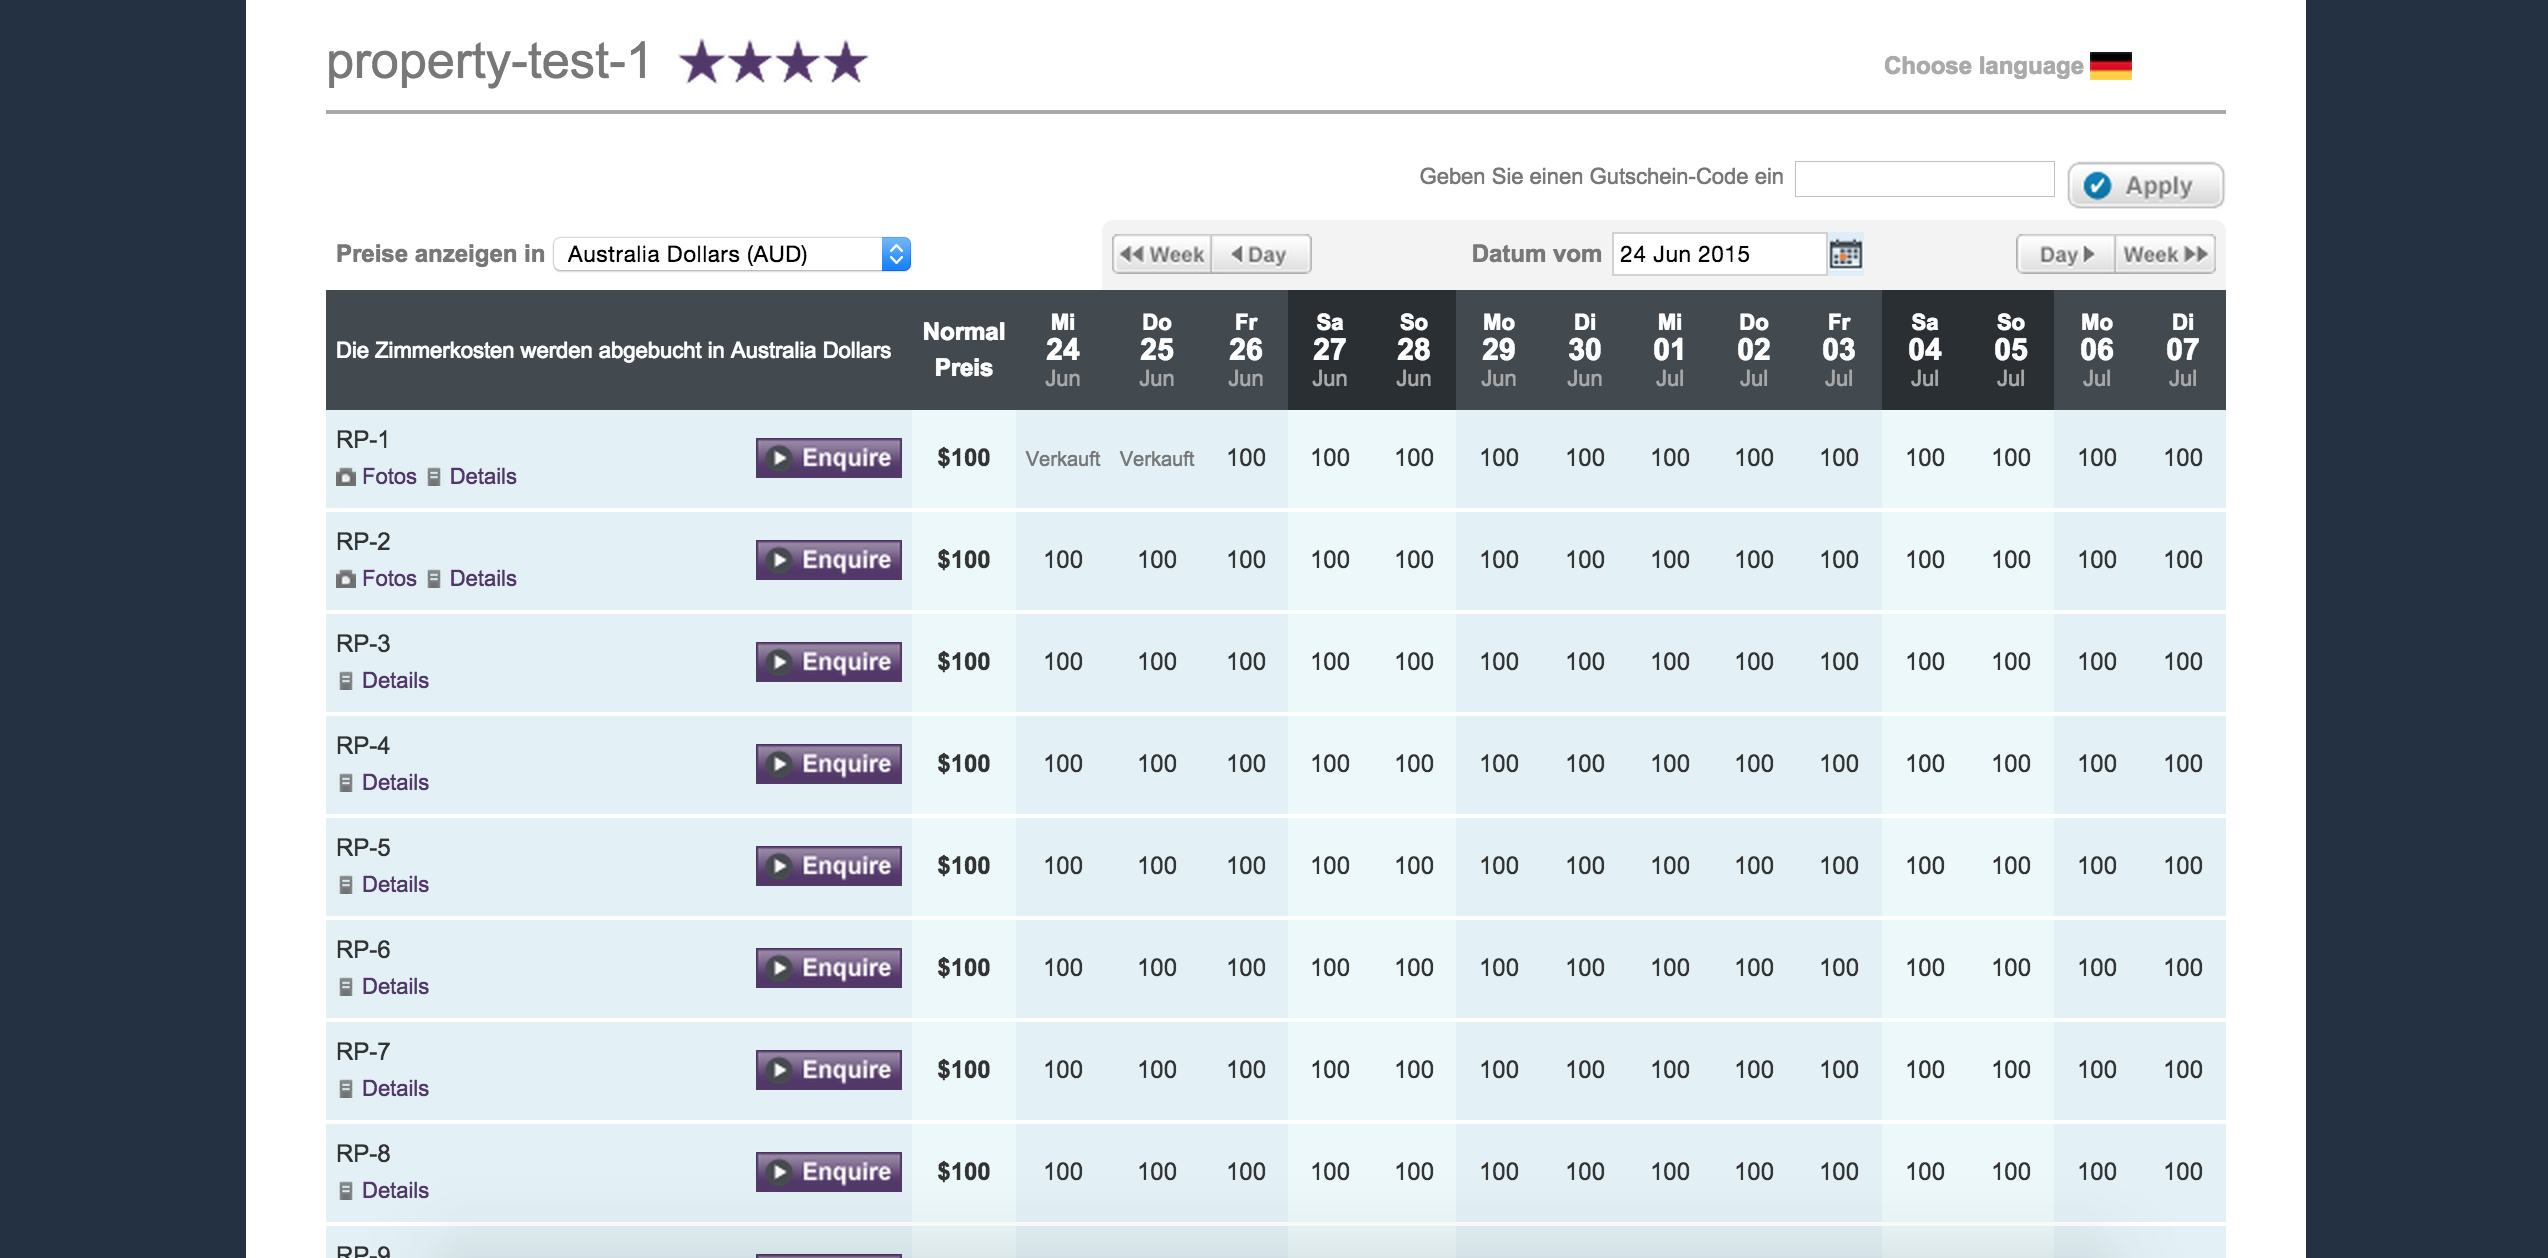 property-test-1
Choose language
Geben Sie einen Gutschein-Code ein
Apply
Preise anzeigen in Australia Dollars (AUD)
Week Day
Datum vom 24 Jun 2015
Day Week
Die Zimmerkosten werden abgebucht in Australia Dollars
Normal
Preis
Mi Do Fr Sa So Mo Di Mi Do Fr Sa So Mo Di
24 25 26 27 28 29 30 01 02 03 04 05 06 07
Jun Jun Jun Jun Jun Jun Jun Jul Jul Jul Jul Jul Jul Jul
RP-1
Enquire $100 Verkauft Verkauft 100 100 100 100 100 100 100 100 100 100 100 100
Fotos Details
RP-2
Enquire $100 100 100 100 100 100 100 100 100 100 100 100 100 100 100
Fotos Details
RP-3
Enquire $100 100 100 100 100 100 100 100 100 100 100 100 100 100 100
Details
RP-4
Enquire $100 100 100 100 100 100 100 100 100 100 100 100 100 100 100
Details
RP-5
Enquire $100 100 100 100 100 100 100 100 100 100 100 100 100 100 100
Details
RP-6
Enquire $100 100 100 100 100 100 100 100 100 100 100 100 100 100 100
Details
RP-7
Enquire $100 100 100 100 100 100 100 100 100 100 100 100 100 100 100
Details
RP-8
Enquire $100 100 100 100 100 100 100 100 100 100 100 100 100 100 100
Details
RP-9